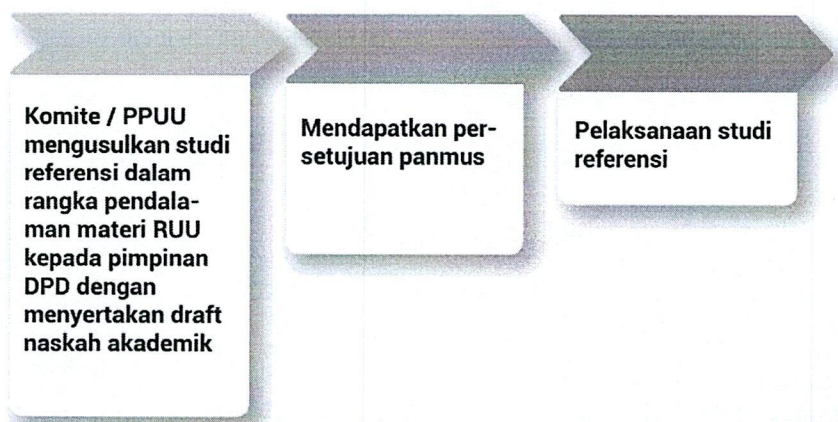 Komite / PPUU
mengusulkan studi
referensi dalam
rangka pendala-
man materi RUU
kepada pimpinan
DPD dengan
menyertakan draft
naskah akademik
Mendapatkan per-
setujuan panmus
Pelaksanaan studi
referensi